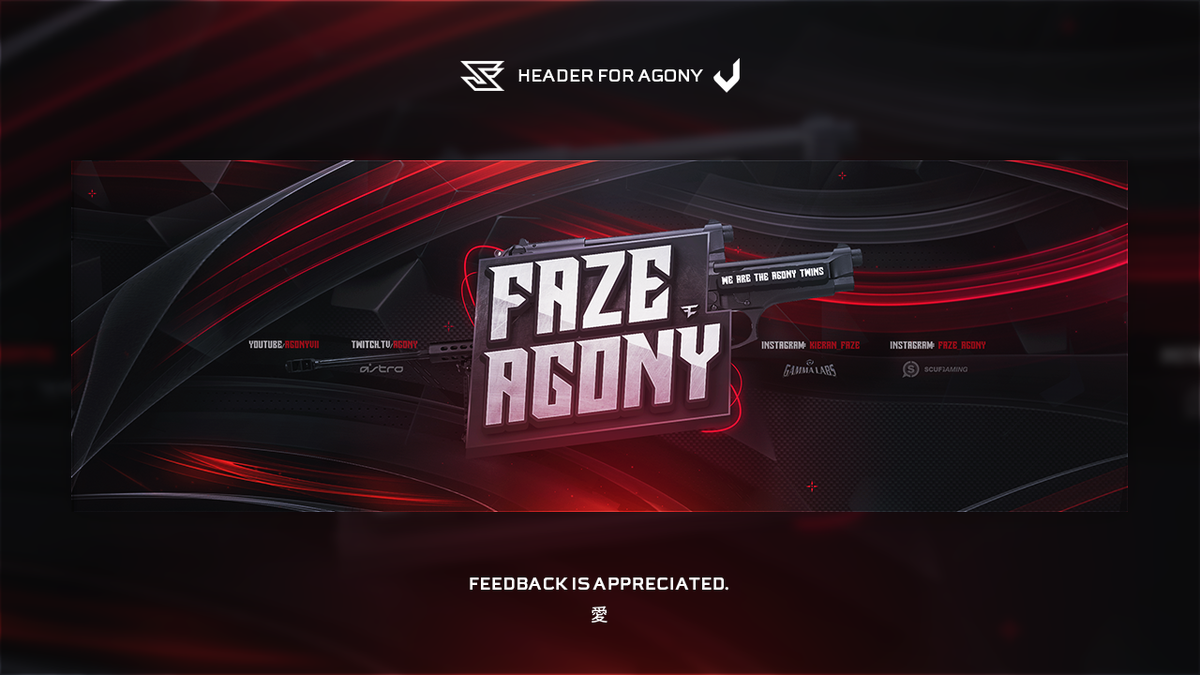 HEADER FOR AGONY
FAZE
AGONY
WE ARE THE AGONY TWINS
YOUTUBE/AGONYVII TWITCH.TV/AGONY
INSTAGRAM: KIERAN_FAZE INSTAGRAM: FAZE_AGONY
ASTRO
GAMMA LABS
SCUFGAMING
FEEDBACK IS APPRECIATED.
愛